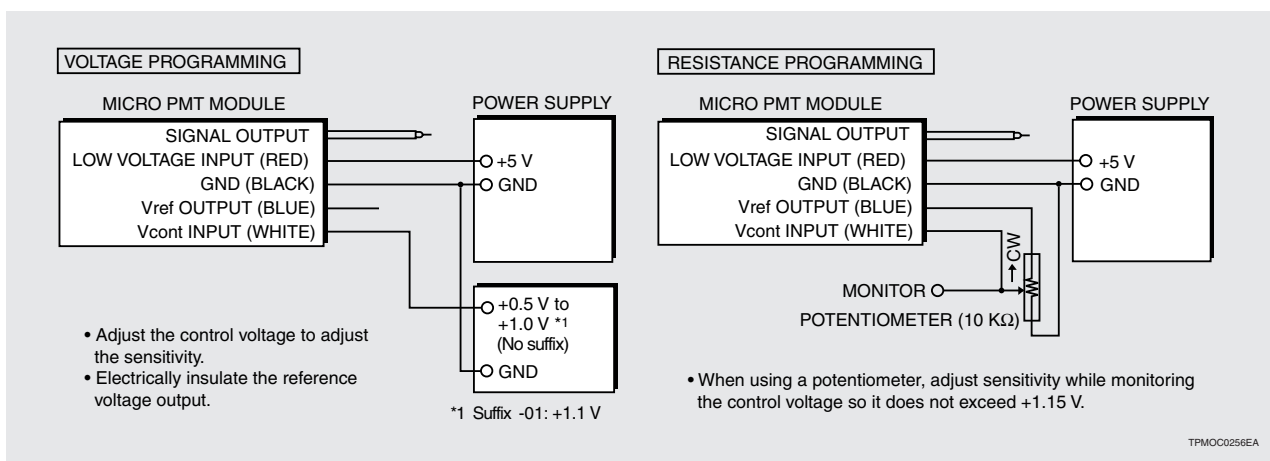 VOLTAGE PROGRAMMING
MICRO PMT MODULE
SIGNAL OUTPUT
LOW VOLTAGE INPUT (RED)
GND (BLACK)
Vref OUTPUT (BLUE)
Vcont INPUT (WHITE)
POWER SUPPLY
+5 V
GND
+0.5 V to
+1.0 V *1
(No suffix)
GND
*1 Suffix -01: +1.1 V
• Adjust the control voltage to adjust
the sensitivity.
• Electrically insulate the reference
voltage output.
RESISTANCE PROGRAMMING
MICRO PMT MODULE
SIGNAL OUTPUT
LOW VOLTAGE INPUT (RED)
GND (BLACK)
Vref OUTPUT (BLUE)
Vcont INPUT (WHITE)
POWER SUPPLY
+5 V
GND
CW
MONITOR
POTENTIOMETER (10 KΩ)
• When using a potentiometer, adjust sensitivity while monitoring
the control voltage so it does not exceed +1.15 V.
TPMOC0256EA